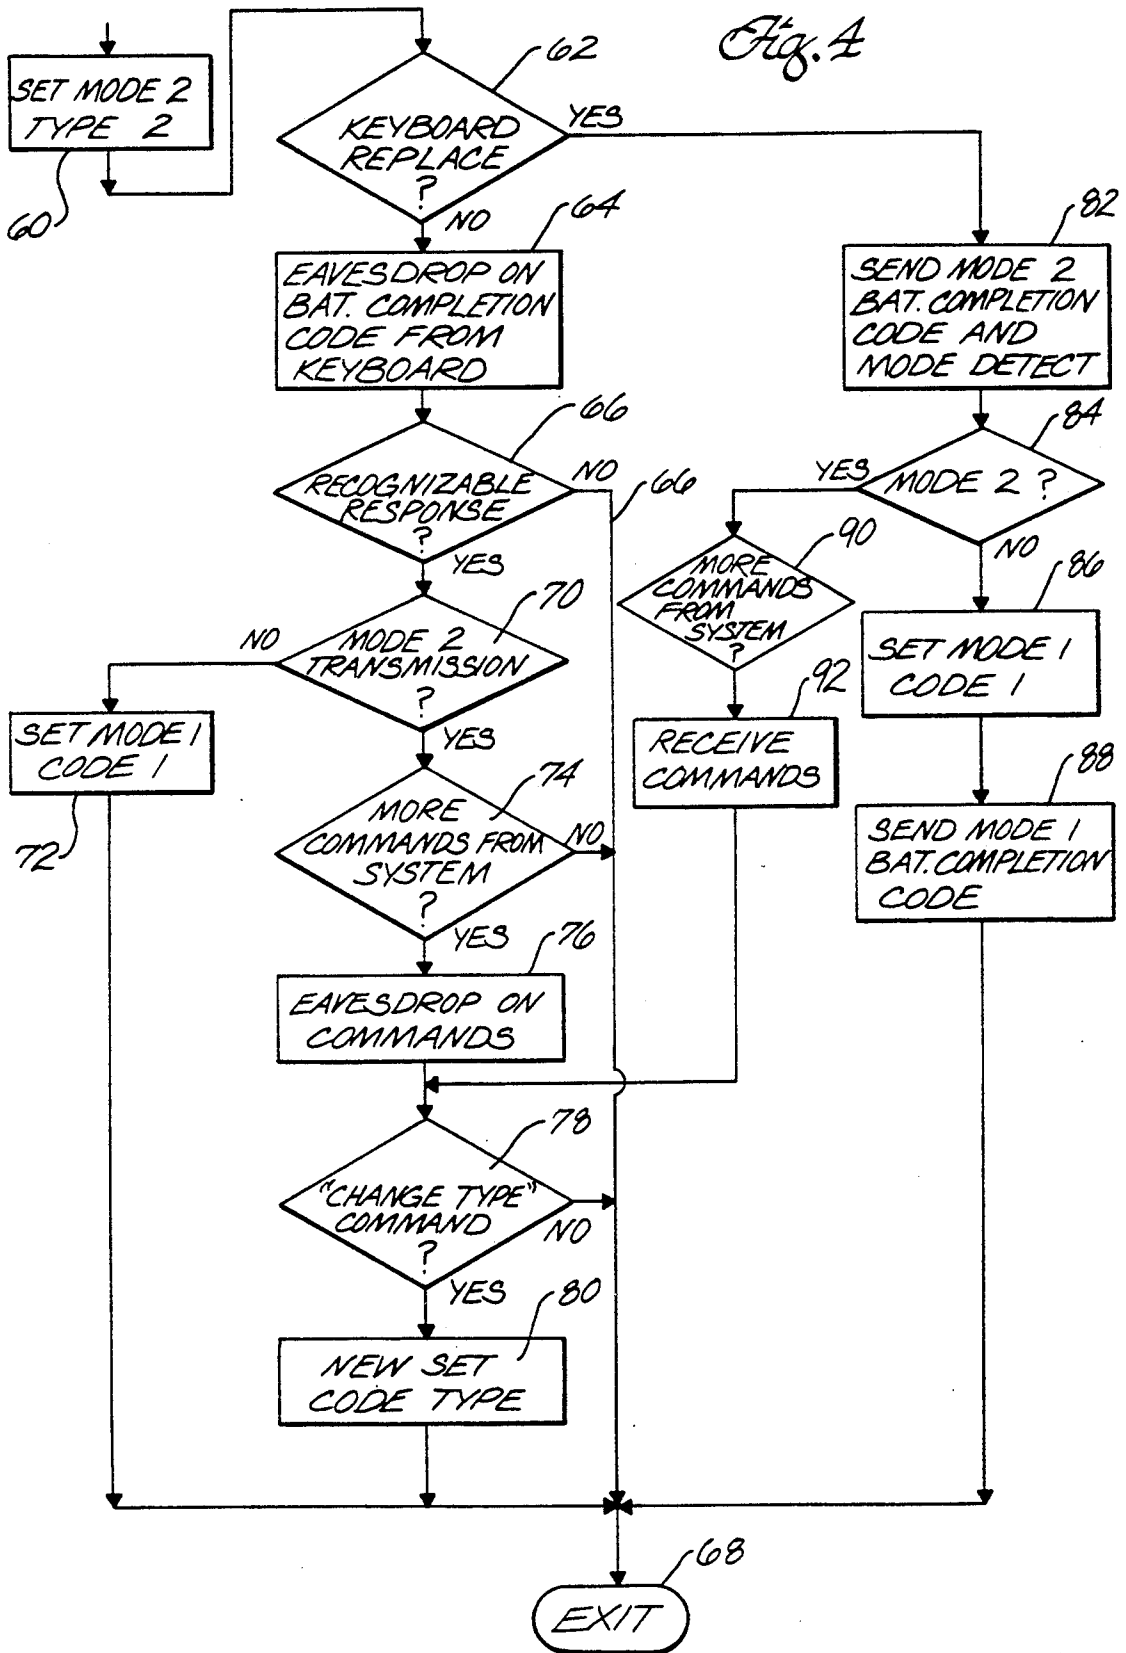 Fig. 4
SET MODE 2
TYPE 2
60
62
KEYBOARD
REPLACE
?
YES
NO
64
EAVESDROP ON
BAT. COMPLETION
CODE FROM
KEYBOARD
82
SEND MODE 2
BAT. COMPLETION
CODE AND
MODE DETECT
66
RECOGNIZABLE
RESPONSE
?
NO
66
YES
84
MODE 2 ?
YES
NO
90
MORE
COMMANDS
FROM
SYSTEM
?
86
SET MODE 1
CODE 1
70
MODE 2
TRANSMISSION
?
NO
YES
72
SET MODE 1
CODE 1
92
RECEIVE
COMMANDS
88
SEND MODE 1
BAT. COMPLETION
CODE
74
MORE
COMMANDS FROM
SYSTEM
?
NO
YES
76
EAVESDROP ON
COMMANDS
78
"CHANGE TYPE"
COMMAND
?
NO
YES
80
NEW SET
CODE TYPE
68
EXIT